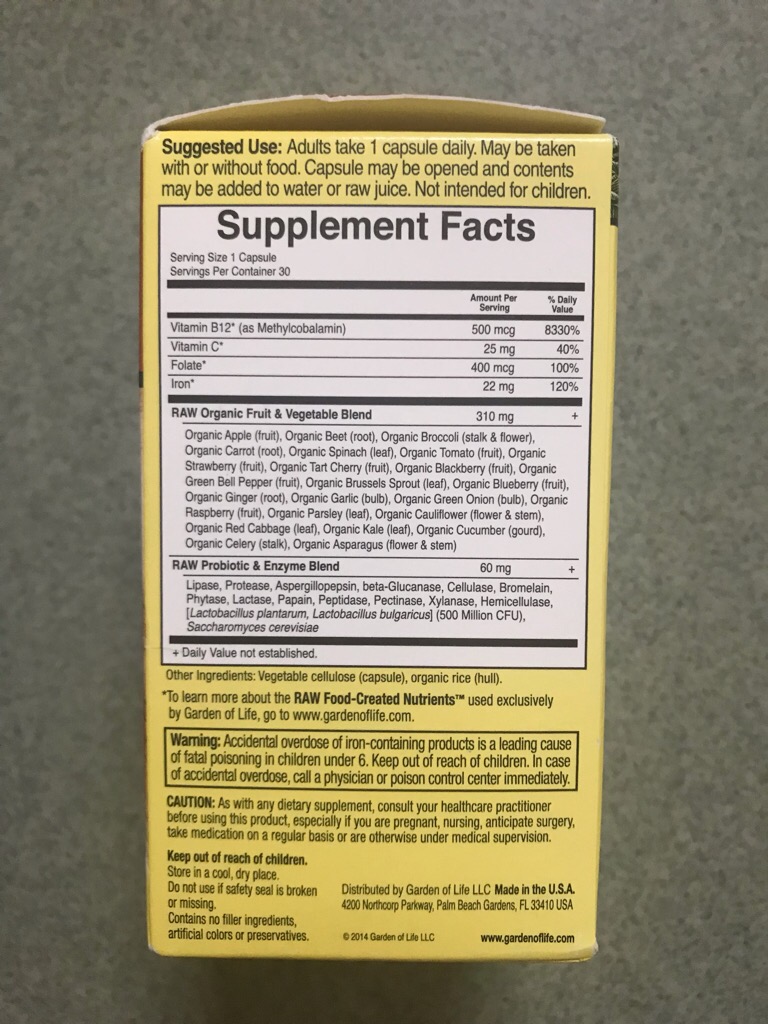 Suggested Use: Adults take 1 capsule daily. May be taken
with or without food. Capsule may be opened and contents
may be added to water or raw juice. Not intended for children.
Supplement Facts
Serving Size 1 Capsule
Servings Per Container 30
Amount Per Serving % Daily Value
Vitamin B12* (as Methylcobalamin) 500 mcg 8330%
Vitamin C* 25 mg 40%
Folate* 400 mcg 100%
Iron* 22 mg 120%
RAW Organic Fruit & Vegetable Blend 310 mg +
Organic Apple (fruit), Organic Beet (root), Organic Broccoli (stalk & flower),
Organic Carrot (root), Organic Spinach (leaf), Organic Tomato (fruit), Organic
Strawberry (fruit), Organic Tart Cherry (fruit), Organic Blackberry (fruit), Organic
Green Bell Pepper (fruit), Organic Brussels Sprout (leaf), Organic Blueberry (fruit),
Organic Ginger (root), Organic Garlic (bulb), Organic Green Onion (bulb), Organic
Raspberry (fruit), Organic Parsley (leaf), Organic Cauliflower (flower & stem),
Organic Red Cabbage (leaf), Organic Kale (leaf), Organic Cucumber (gourd),
Organic Celery (stalk), Organic Asparagus (flower & stem)
RAW Probiotic & Enzyme Blend 60 mg +
Lipase, Protease, Aspergillopepsin, beta-Glucanase, Cellulase, Bromelain,
Phytase, Lactase, Papain, Peptidase, Pectinase, Xylanase, Hemicellulase,
[Lactobacillus plantarum, Lactobacillus bulgaricus] (500 Million CFU),
Saccharomyces cerevisiae
+ Daily Value not established.
Other Ingredients: Vegetable cellulose (capsule), organic rice (hull).
*To learn more about the RAW Food-Created Nutrients™ used exclusively
by Garden of Life, go to www.gardenoflife.com.
Warning: Accidental overdose of iron-containing products is a leading cause
of fatal poisoning in children under 6. Keep out of reach of children. In case
of accidental overdose, call a physician or poison control center immediately.
CAUTION: As with any dietary supplement, consult your healthcare practitioner
before using this product, especially if you are pregnant, nursing, anticipate surgery,
take medication on a regular basis or are otherwise under medical supervision.
Keep out of reach of children.
Store in a cool, dry place.
Do not use if safety seal is broken
or missing.
Contains no filler ingredients,
artificial colors or preservatives.
Distributed by Garden of Life LLC Made in the U.S.A.
4200 Northcorp Parkway, Palm Beach Gardens, FL 33410 USA
© 2014 Garden of Life LLC www.gardenoflife.com